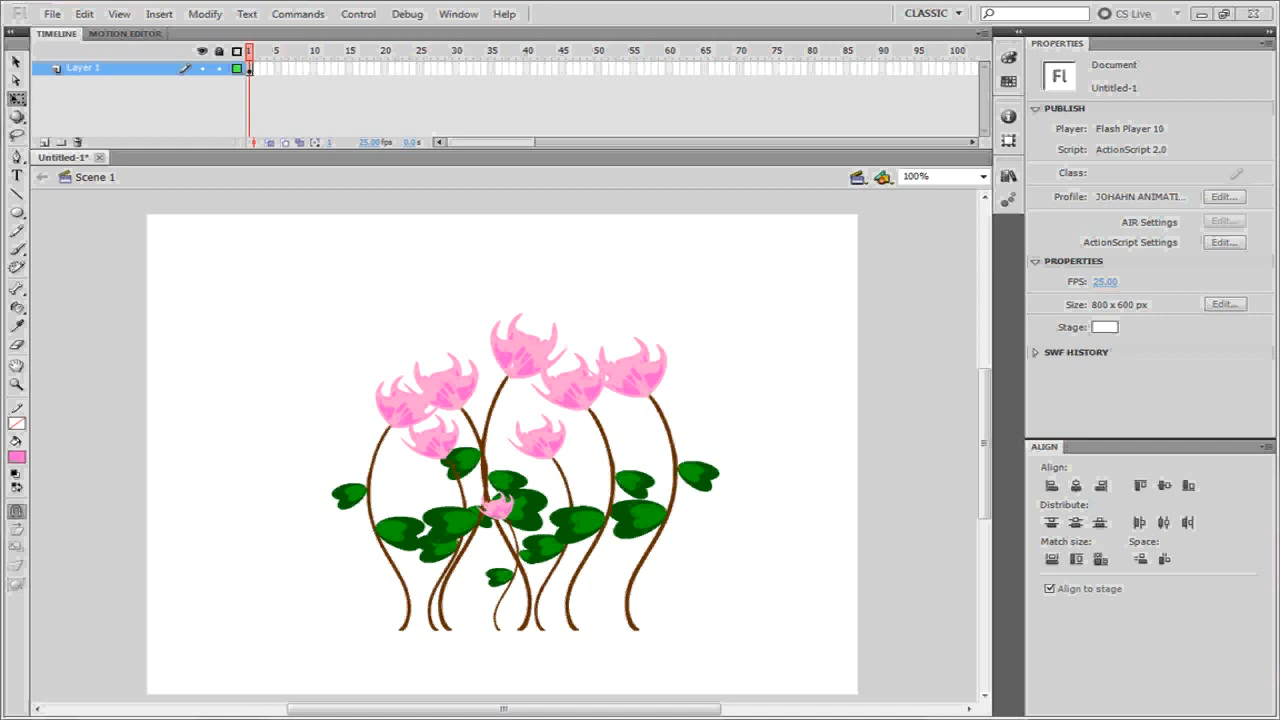 Fl File Edit View Insert Modify Text Commands Control Debug Window Help CLASSIC CS Live
TIMELINE MOTION EDITOR
1 5 10 15 20 25 30 35 40 45 50 55 60 65 70 75 80 85 90 95 100
Layer 1
1 25.00 fps 0.0 s
Untitled-1*
Scene 1 100%
PROPERTIES
Fl
Document
Untitled-1
PUBLISH
Player: Flash Player 10
Script: ActionScript 2.0
Class:
Profile: JOHAHN ANIMATI... Edit...
AIR Settings Edit...
ActionScript Settings Edit...
PROPERTIES
FPS: 25.00
Size: 800 x 600 px Edit...
Stage:
SWF HISTORY
ALIGN
Align:
Distribute:
Match size: Space:
Align to stage